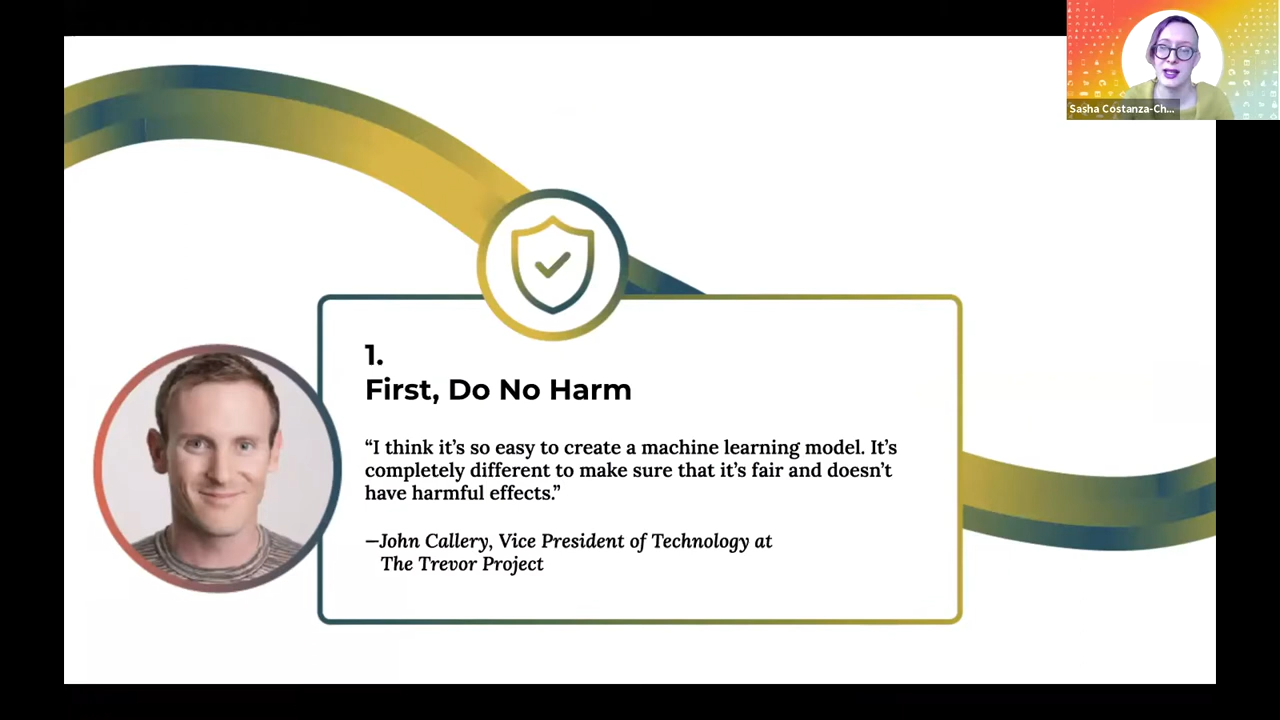 Sasha Costanza-Ch...
1.
First, Do No Harm
“I think it’s so easy to create a machine learning model. It’s
completely different to make sure that it’s fair and doesn’t
have harmful effects.”
—John Callery, Vice President of Technology at
The Trevor Project